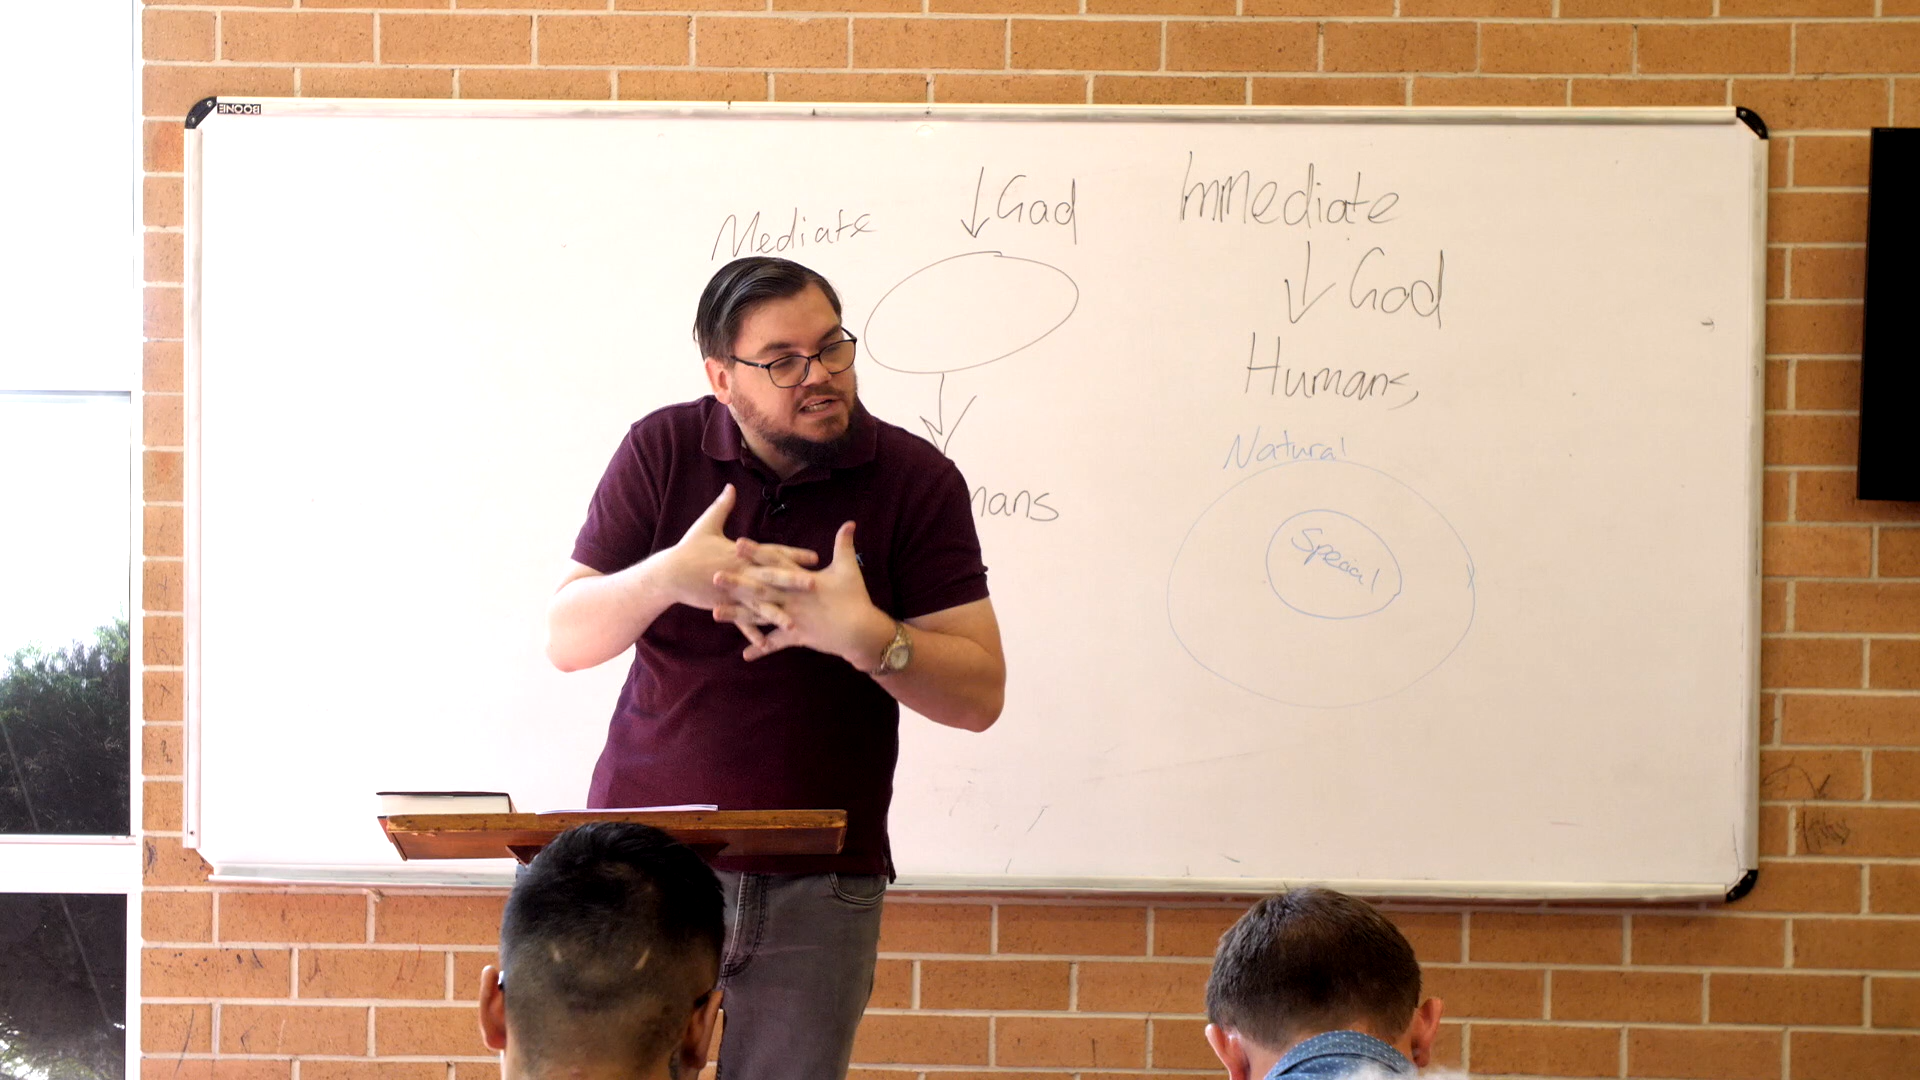 BOONE
Mediate
God
Immediate
God
Humans,
Natural
mans
Special